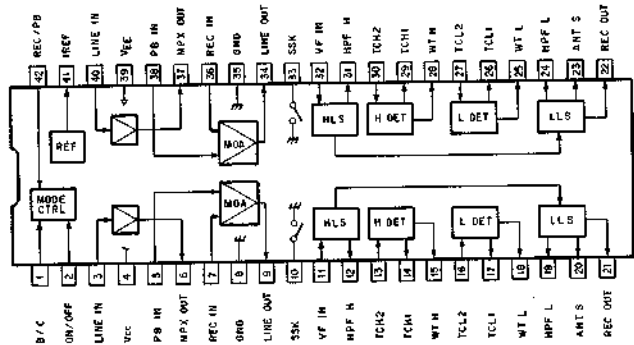 REC/PB
IREF
LINE IN
VEE
PB IN
MPX OUT
REC IN
GND
LINE OUT
SSK
VF IN
HPF H
TCH2
TCH1
WT H
TCL2
TCL1
WT L
HPF L
ANT S
REC OUT
42 41 40 39 38 37 36 35 34 33 32 31 30 29 28 27 26 25 24 23 22
REF
MOA
HLS
H DET
L DET
LLS
MODE CTRL
MOA
HLS
H DET
L DET
LLS
1 2 3 4 5 6 7 8 9 10 11 12 13 14 15 16 17 18 19 20 21
B/C
ON/OFF
LINE IN
Vcc
PB IN
MPX OUT
REC IN
GND
LINE OUT
SSK
VF IN
HPF H
TCH2
TCH1
WT H
TCL2
TCL1
WT L
HPF L
ANT S
REC OUT